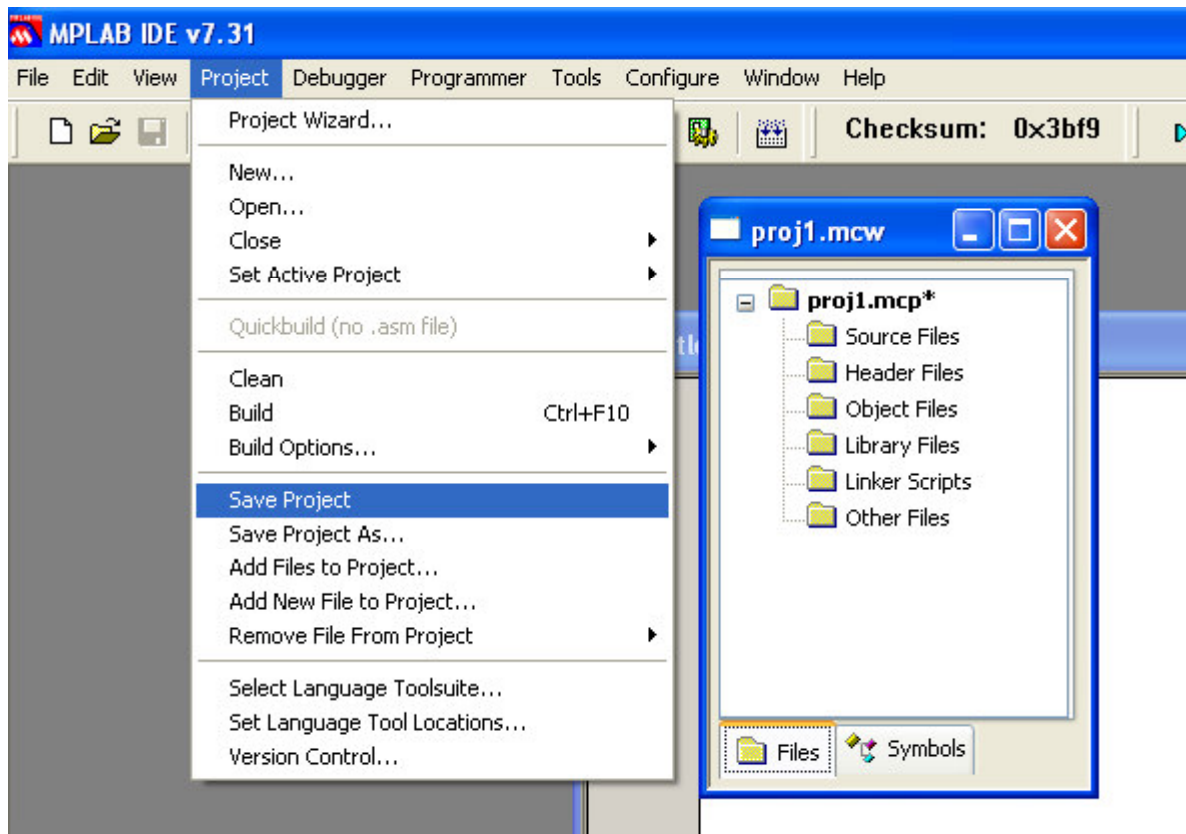 MPLAB IDE v7.31
File Edit View Project Debugger Programmer Tools Configure Window Help
Checksum: 0x3bf9
Project Wizard...
New...
Open...
Close
Set Active Project
Quickbuild (no .asm file)
Clean
Build Ctrl+F10
Build Options...
Save Project
Save Project As...
Add Files to Project...
Add New File to Project...
Remove File From Project
Select Language Toolsuite...
Set Language Tool Locations...
Version Control...
proj1.mcw
proj1.mcp*
Source Files
Header Files
Object Files
Library Files
Linker Scripts
Other Files
Files Symbols